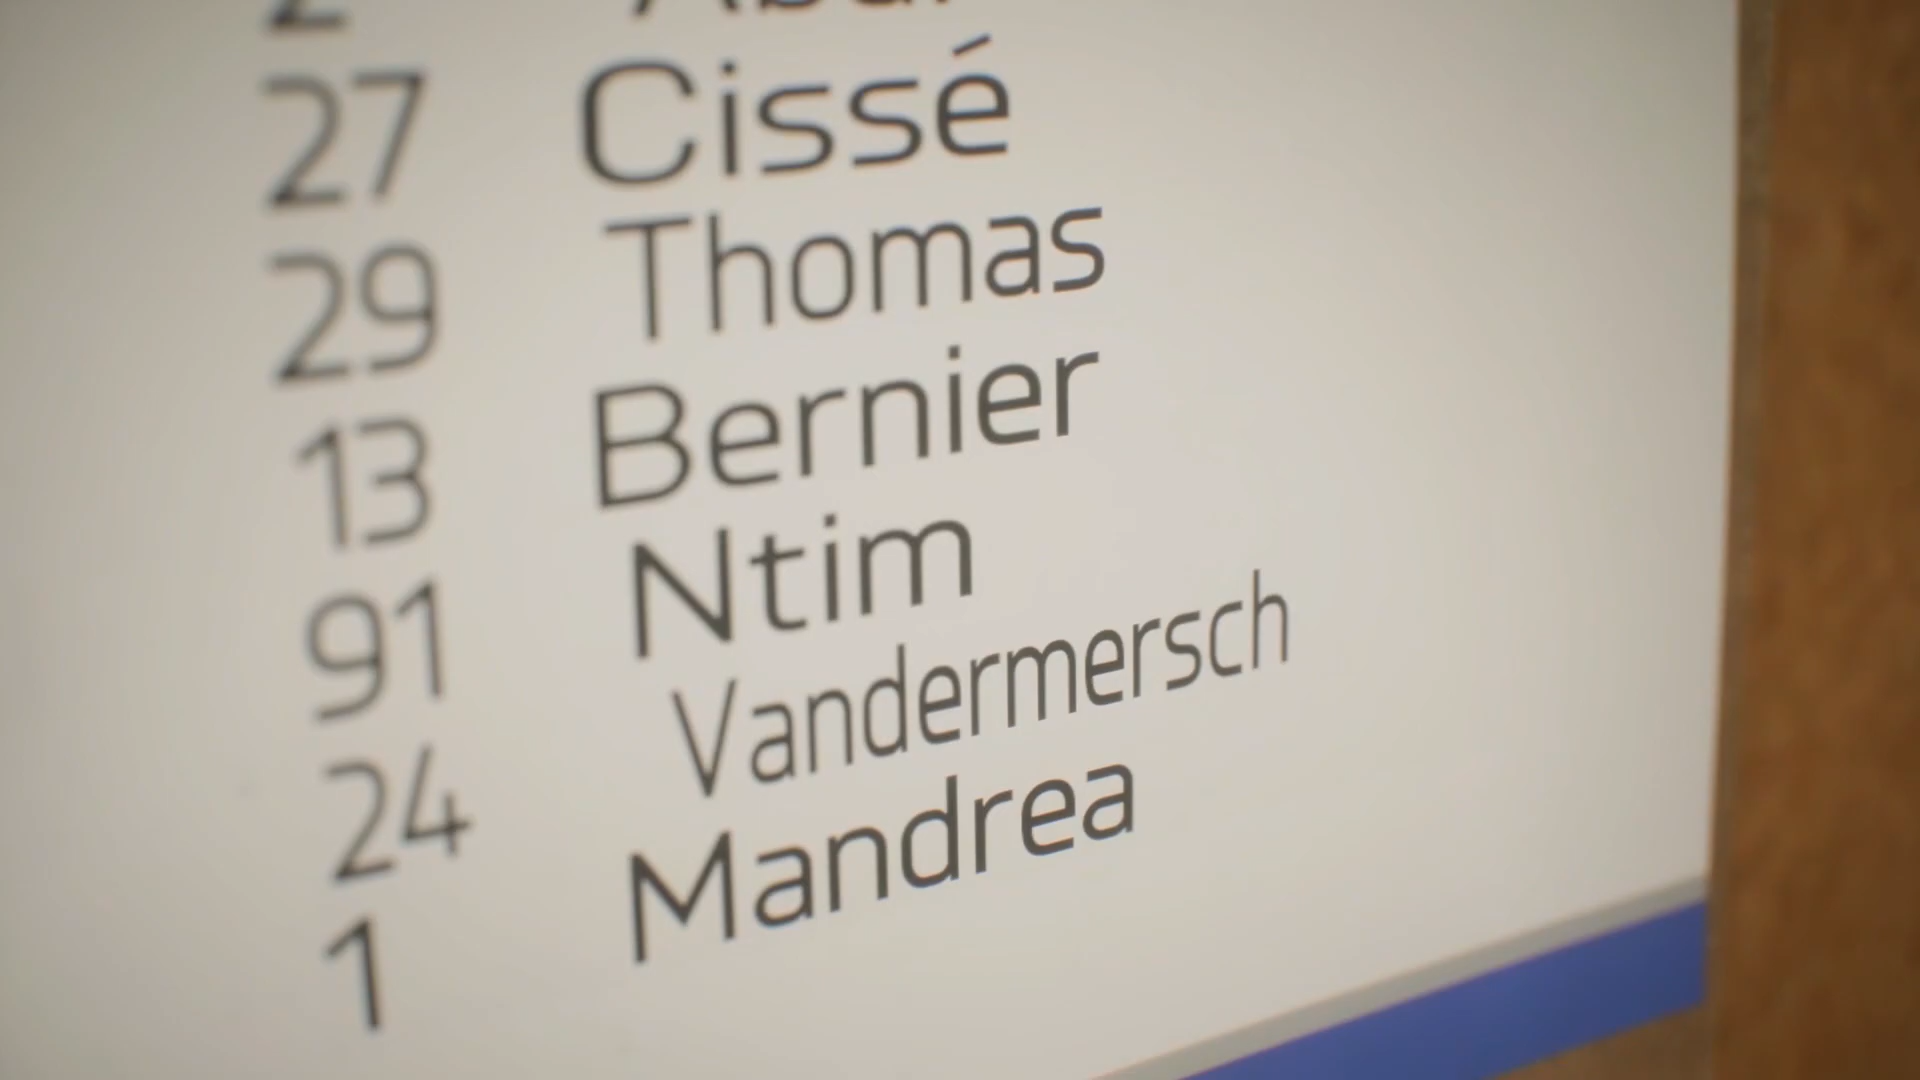 27 Cissé
29 Thomas
13 Bernier
91 Ntim
24 Vandermersch
1 Mandrea